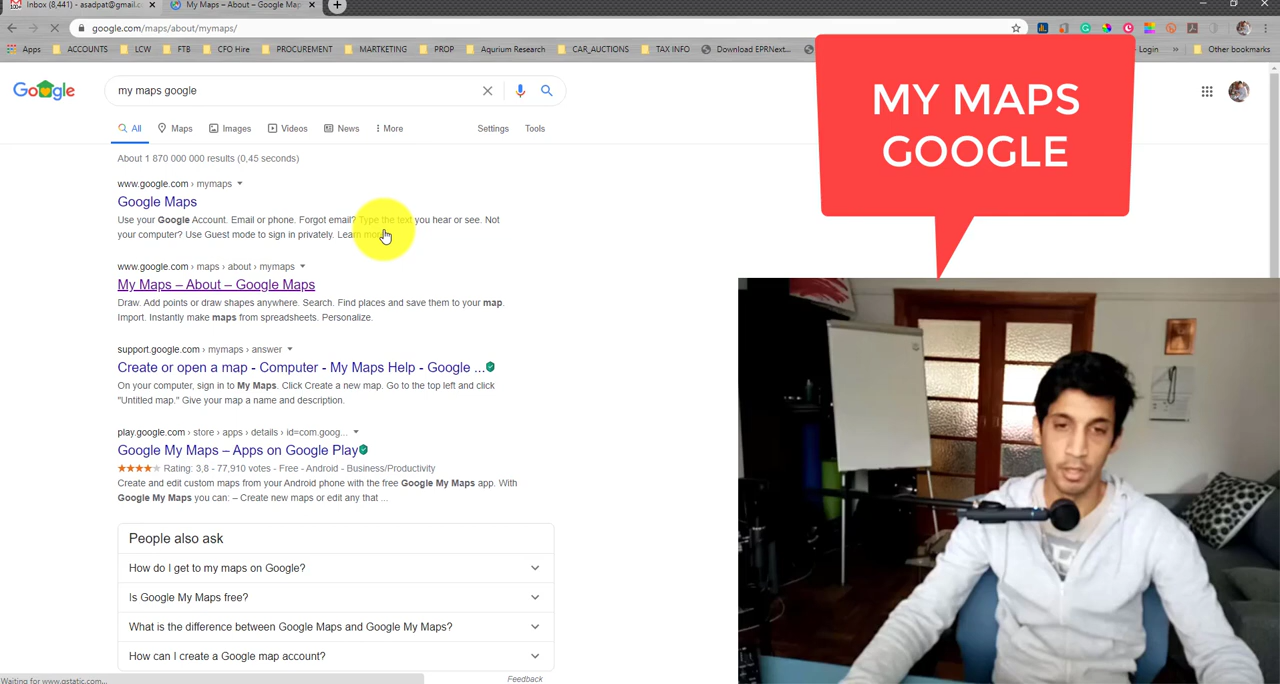 Inbox (8,441) - asadpat@gmail.c
My Maps – About – Google Map
google.com/maps/about/mymaps/
Apps
ACCOUNTS
LCW
FTB
CFO Hire
PROCUREMENT
MARTKETING
PROP
Aqurium Research
CAR_AUCTIONS
TAX INFO
Download EPRNext...
Login
Other bookmarks
Google
my maps google
All
Maps
Images
Videos
News
More
Settings
Tools
About 1 870 000 000 results (0,45 seconds)
www.google.com › mymaps
Google Maps
Use your Google Account. Email or phone. Forgot email? Type the text you hear or see. Not
your computer? Use Guest mode to sign in privately. Learn more
www.google.com › maps › about › mymaps
My Maps – About – Google Maps
Draw. Add points or draw shapes anywhere. Search. Find places and save them to your map.
Import. Instantly make maps from spreadsheets. Personalize.
support.google.com › mymaps › answer
Create or open a map - Computer - My Maps Help - Google ...
On your computer, sign in to My Maps. Click Create a new map. Go to the top left and click
"Untitled map." Give your map a name and description.
play.google.com › store › apps › details › id=com.goog...
Google My Maps – Apps on Google Play
Rating: 3,8 - 77,910 votes - Free - Android - Business/Productivity
Create and edit custom maps from your Android phone with the free Google My Maps app. With
Google My Maps you can: – Create new maps or edit any that ...
People also ask
How do I get to my maps on Google?
Is Google My Maps free?
What is the difference between Google Maps and Google My Maps?
How can I create a Google map account?
Feedback
Waiting for www.gstatic.com...
MY MAPS
GOOGLE